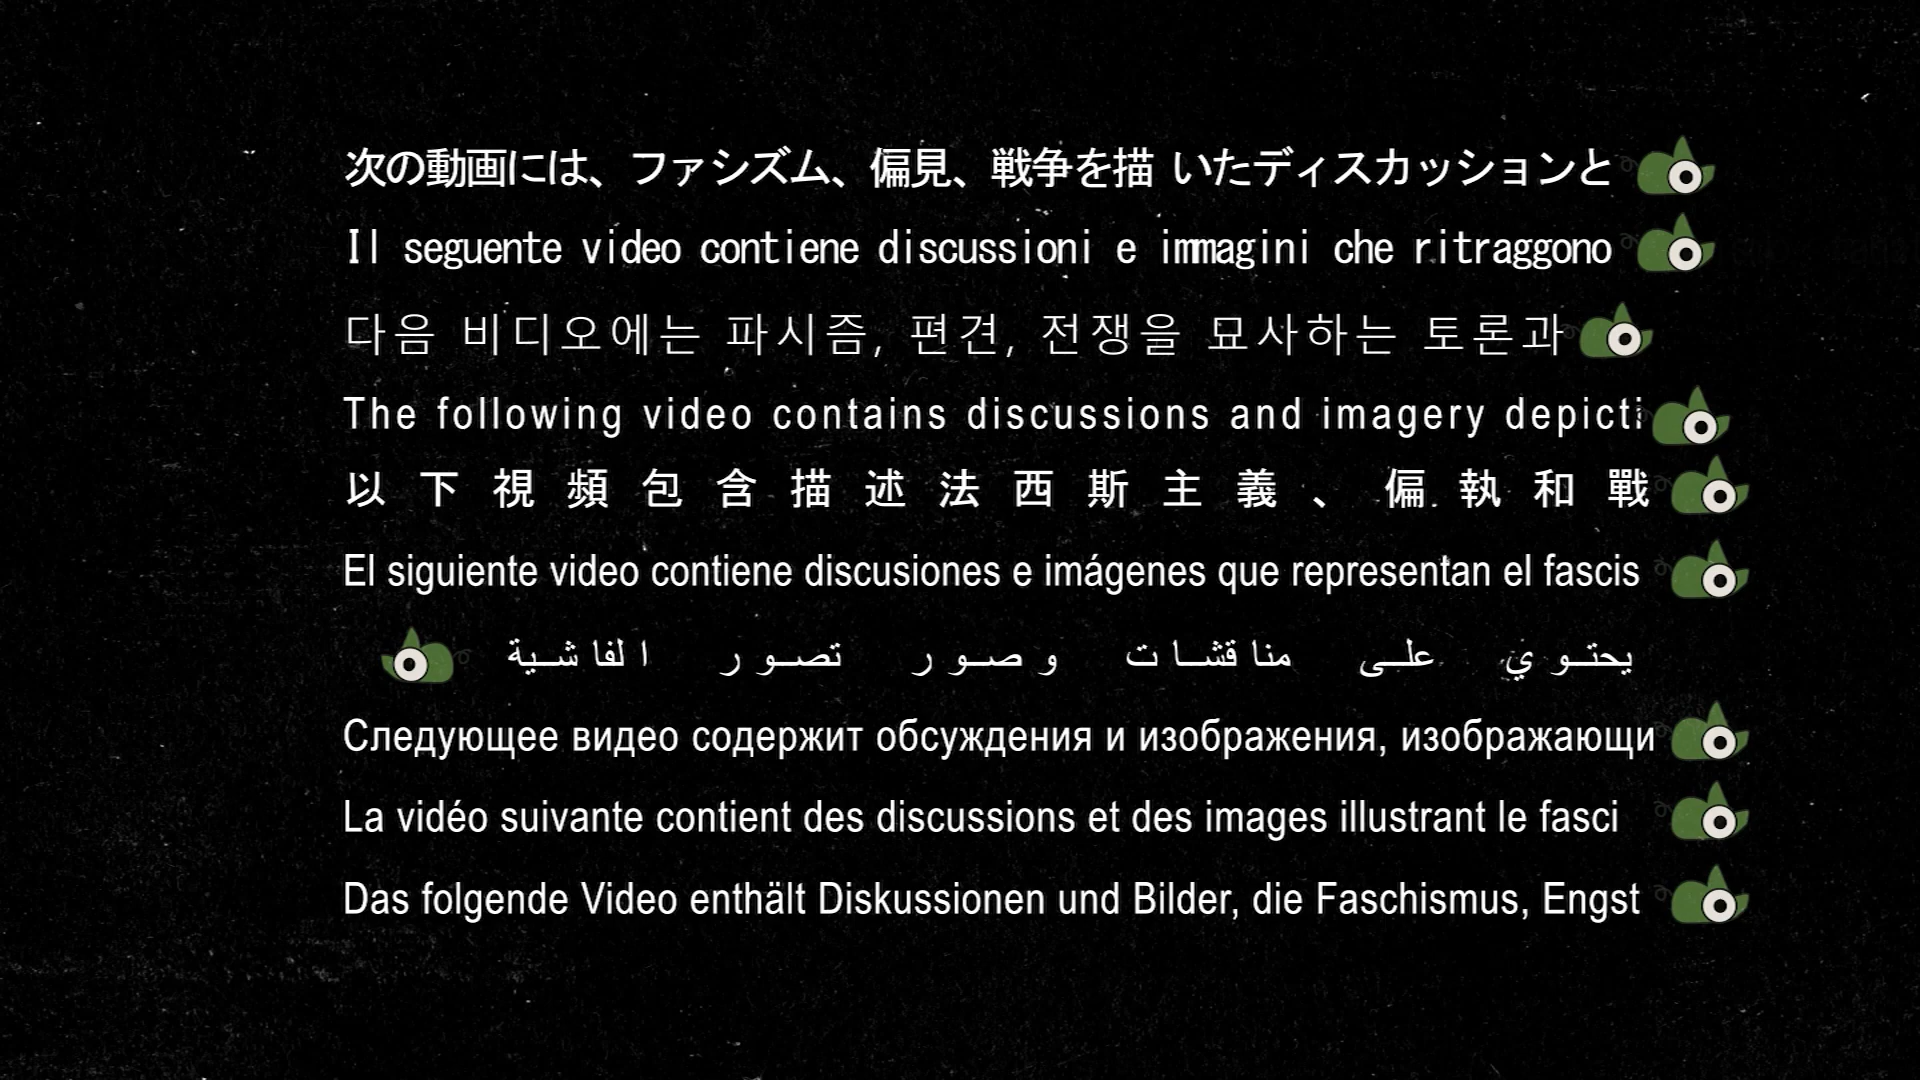 次の動画には、ファシズム、偏見、戦争を描 いたディスカッションと
Il seguente video contiene discussioni e immagini che ritraggono
다음 비디오에는 파시즘, 편견, 전쟁을 묘사하는 토론과
The following video contains discussions and imagery depicti
以下視頻包含描述法西斯主義、偏執和戰
El siguiente video contiene discusiones e imágenes que representan el fascis
يحتوي على مناقشات وصور تصور الفاشية
Следующее видео содержит обсуждения и изображения, изображающи
La vidéo suivante contient des discussions et des images illustrant le fasci
Das folgende Video enthält Diskussionen und Bilder, die Faschismus, Engst